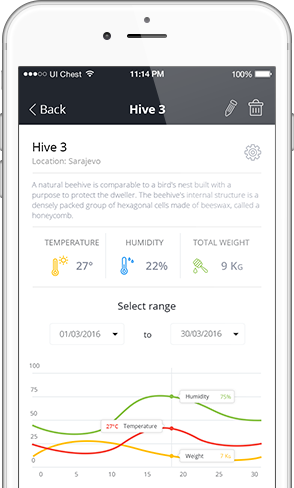 UI Chest 11:14 PM 100%
Back Hive 3
Hive 3
Location: Sarajevo
A natural beehive is comparable to a bird's nest built with a
purpose to protect the dweller. The beehive's internal structure is a
densely packed group of hexagonal cells made of beeswax, called a
honeycomb.
TEMPERATURE HUMIDITY TOTAL WEIGHT
27° 22% 9 KG
Select range
01/03/2016 to 30/03/2016
100
75
Humidity 75%
50
27°C Temperature
25
Weight 7 KG
0
0 5 10 15 20 25 30